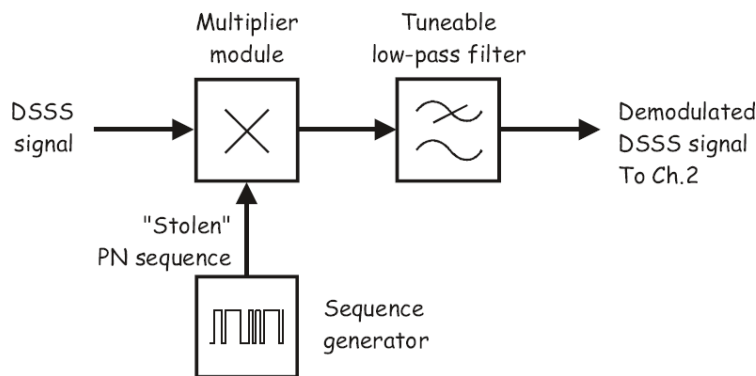 Multiplier
module
Tuneable
low-pass filter
DSSS
signal
Demodulated
DSSS signal
To Ch.2
"Stolen"
PN sequence
Sequence
generator